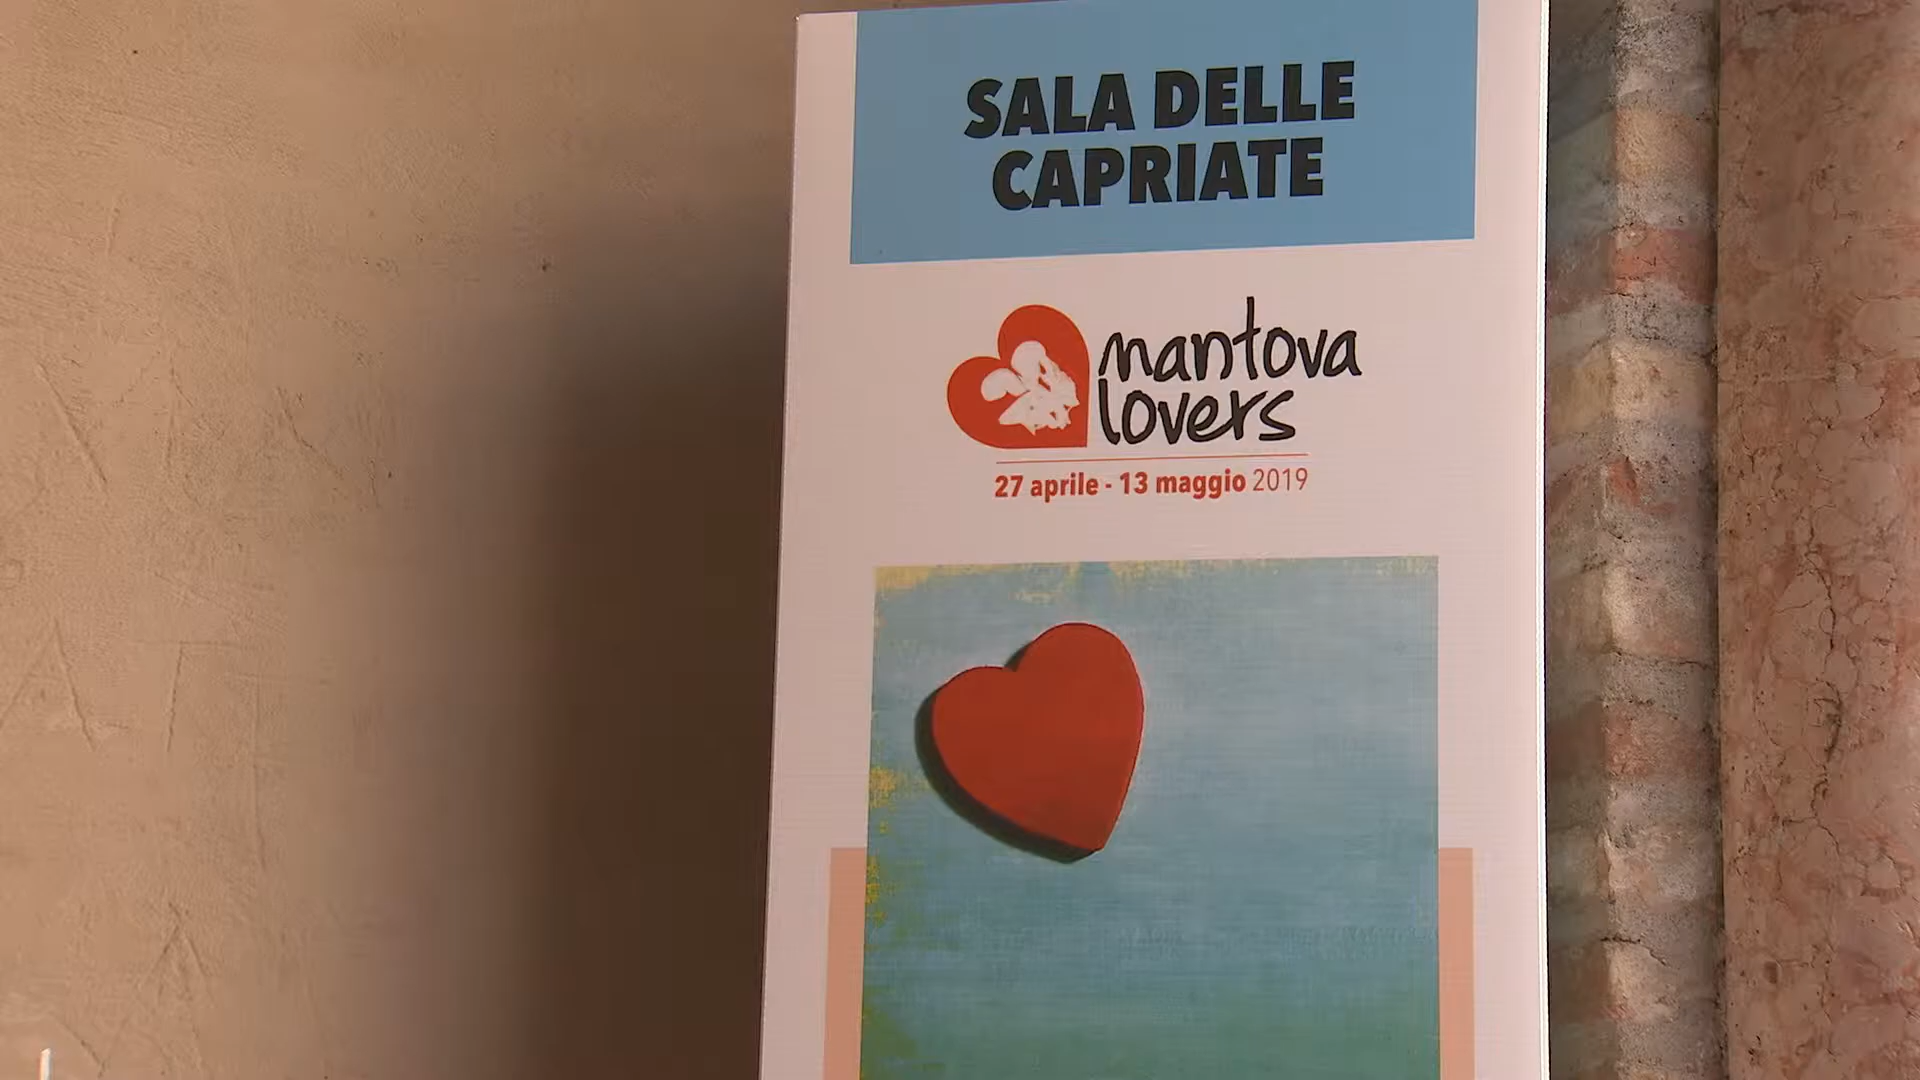 SALA DELLE
CAPRIATE
mantova
lovers
27 aprile - 13 maggio 2019